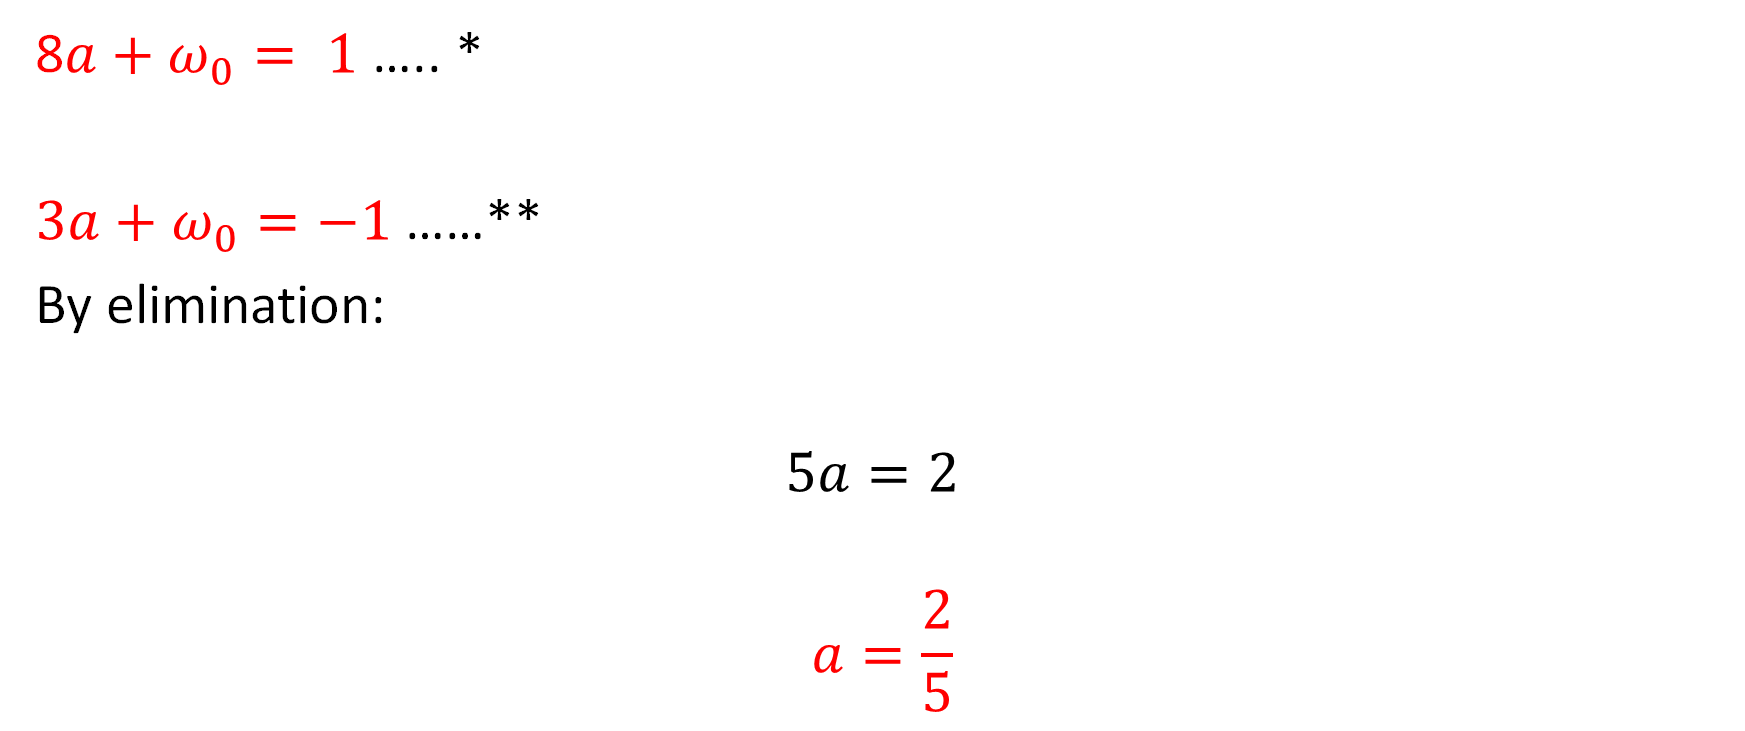 8a + ω₀ = 1 ..... *
3a + ω₀ = −1 ......**
By elimination:
5a = 2
a = 2/5